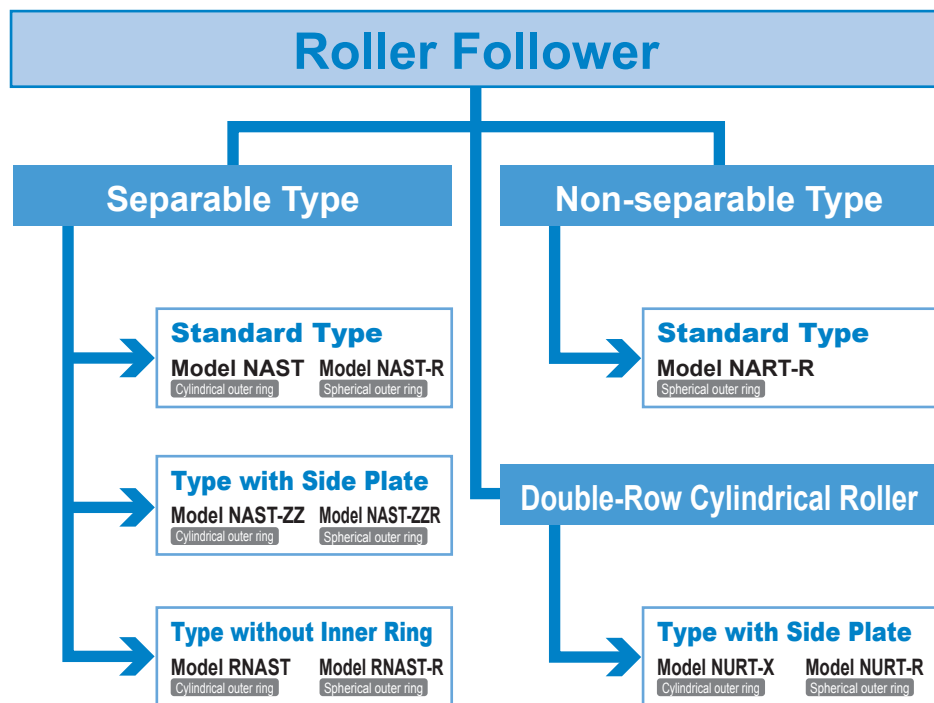 Roller Follower
Separable Type
Standard Type
Model NAST Model NAST-R
Cylindrical outer ring Spherical outer ring
Type with Side Plate
Model NAST-ZZ Model NAST-ZZR
Cylindrical outer ring Spherical outer ring
Type without Inner Ring
Model RNAST Model RNAST-R
Cylindrical outer ring Spherical outer ring
Non-separable Type
Standard Type
Model NART-R
Spherical outer ring
Double-Row Cylindrical Roller
Type with Side Plate
Model NURT-X Model NURT-R
Cylindrical outer ring Spherical outer ring